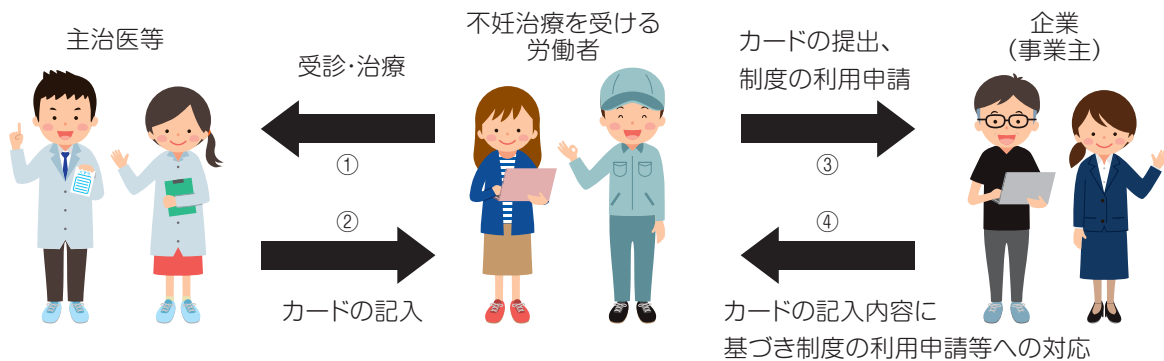 主治医等
受診・治療
①
②
カードの記入
不妊治療を受ける
労働者
カードの提出、
制度の利用申請
③
④
カードの記入内容に
基づき制度の利用申請等への対応
企業
（事業主）